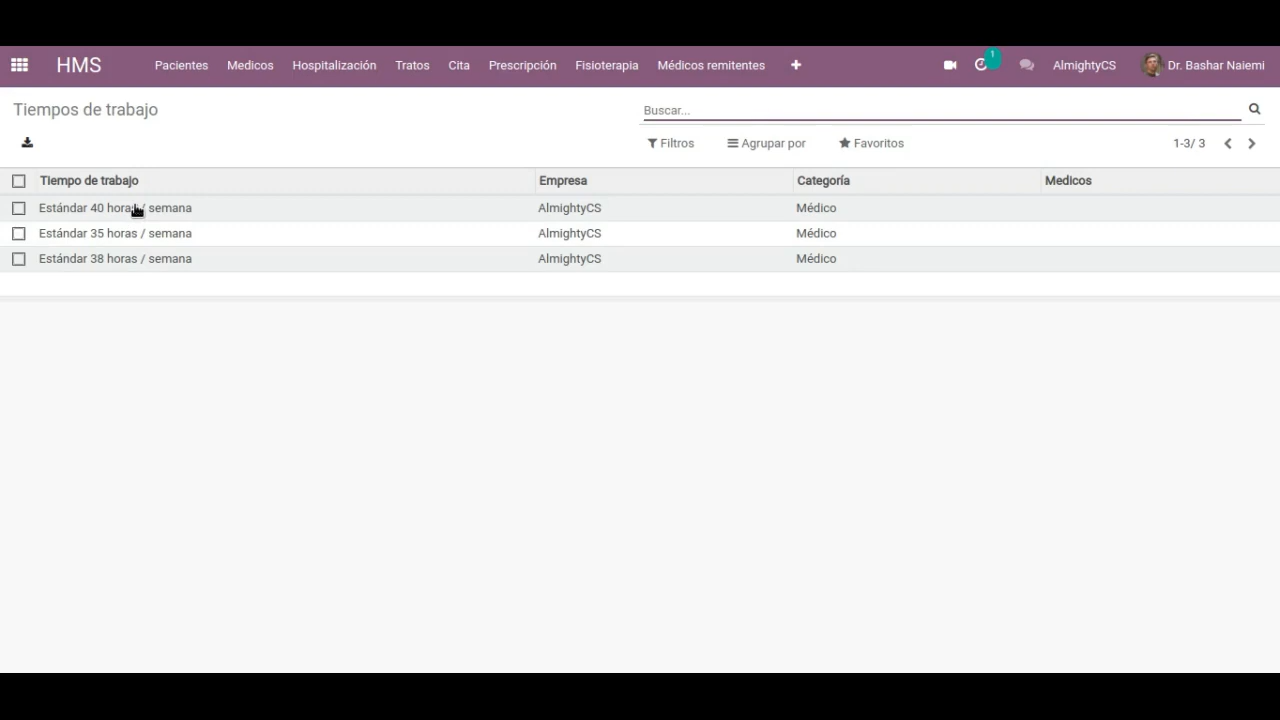 HMS Pacientes Medicos Hospitalización Tratos Cita Prescripción Fisioterapia Médicos remitentes 1 AlmightyCS Dr. Bashar Naiemi
Tiempos de trabajo Buscar...
Filtros Agrupar por Favoritos 1-3/ 3
Tiempo de trabajo Empresa Categoría Medicos
Estándar 40 horas / semana AlmightyCS Médico
Estándar 35 horas / semana AlmightyCS Médico
Estándar 38 horas / semana AlmightyCS Médico